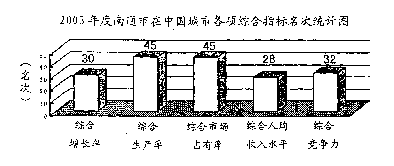 2003年度南通市在中国城市各项综合指标名次统计图
(名次)
30 45 45 28 32
综合 综合 综合市场 综合人均 综合
增长率 生产率 占有率 收入水平 竞争力